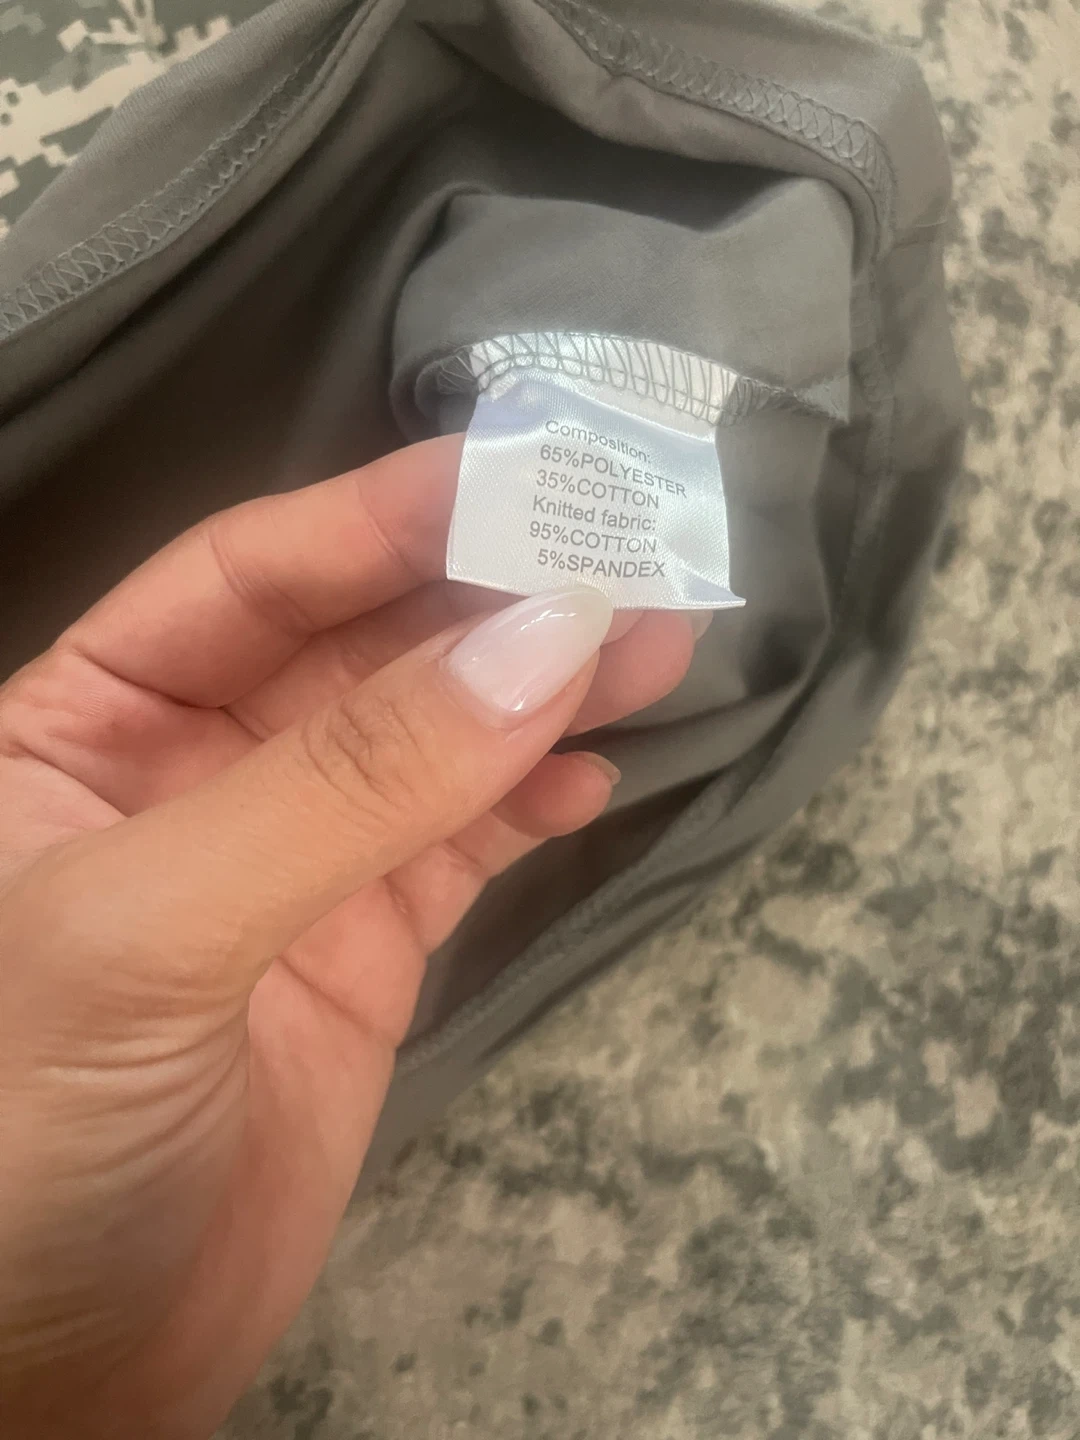 Composition:
65%POLYESTER
35%COTTON
Knitted fabric:
95%COTTON
5%SPANDEX